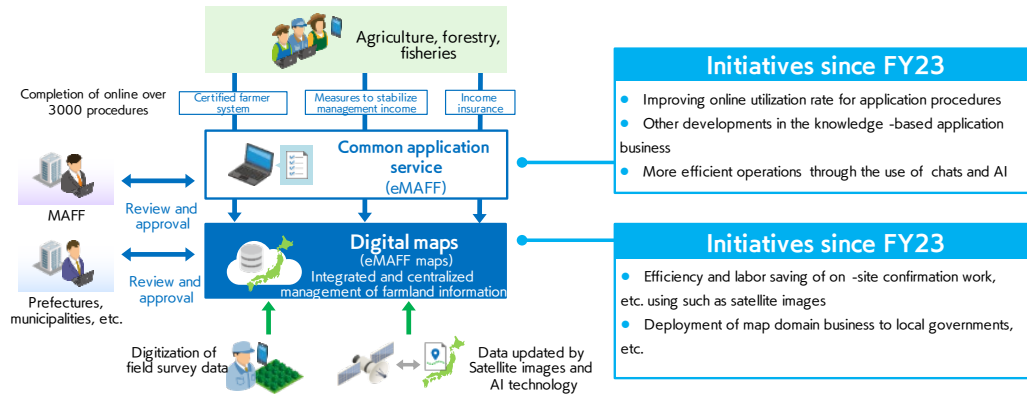 Agriculture, forestry,
fisheries
Completion of online over
3000 procedures
Certified farmer
system
Measures to stabilize
management income
Income
insurance
Common application
service
(eMAFF)
MAFF
Review and
approval
Digital maps
(eMAFF maps)
Integrated and centralized
management of farmland information
Prefectures,
municipalities, etc.
Review and
approval
Digitization of
field survey data
Data updated by
Satellite images and
AI technology
Initiatives since FY23
● Improving online utilization rate for application procedures
● Other developments in the knowledge -based application
business
● More efficient operations through the use of chats and AI
Initiatives since FY23
● Efficiency and labor saving of on -site confirmation work,
etc. using such as satellite images
● Deployment of map domain business to local governments,
etc.